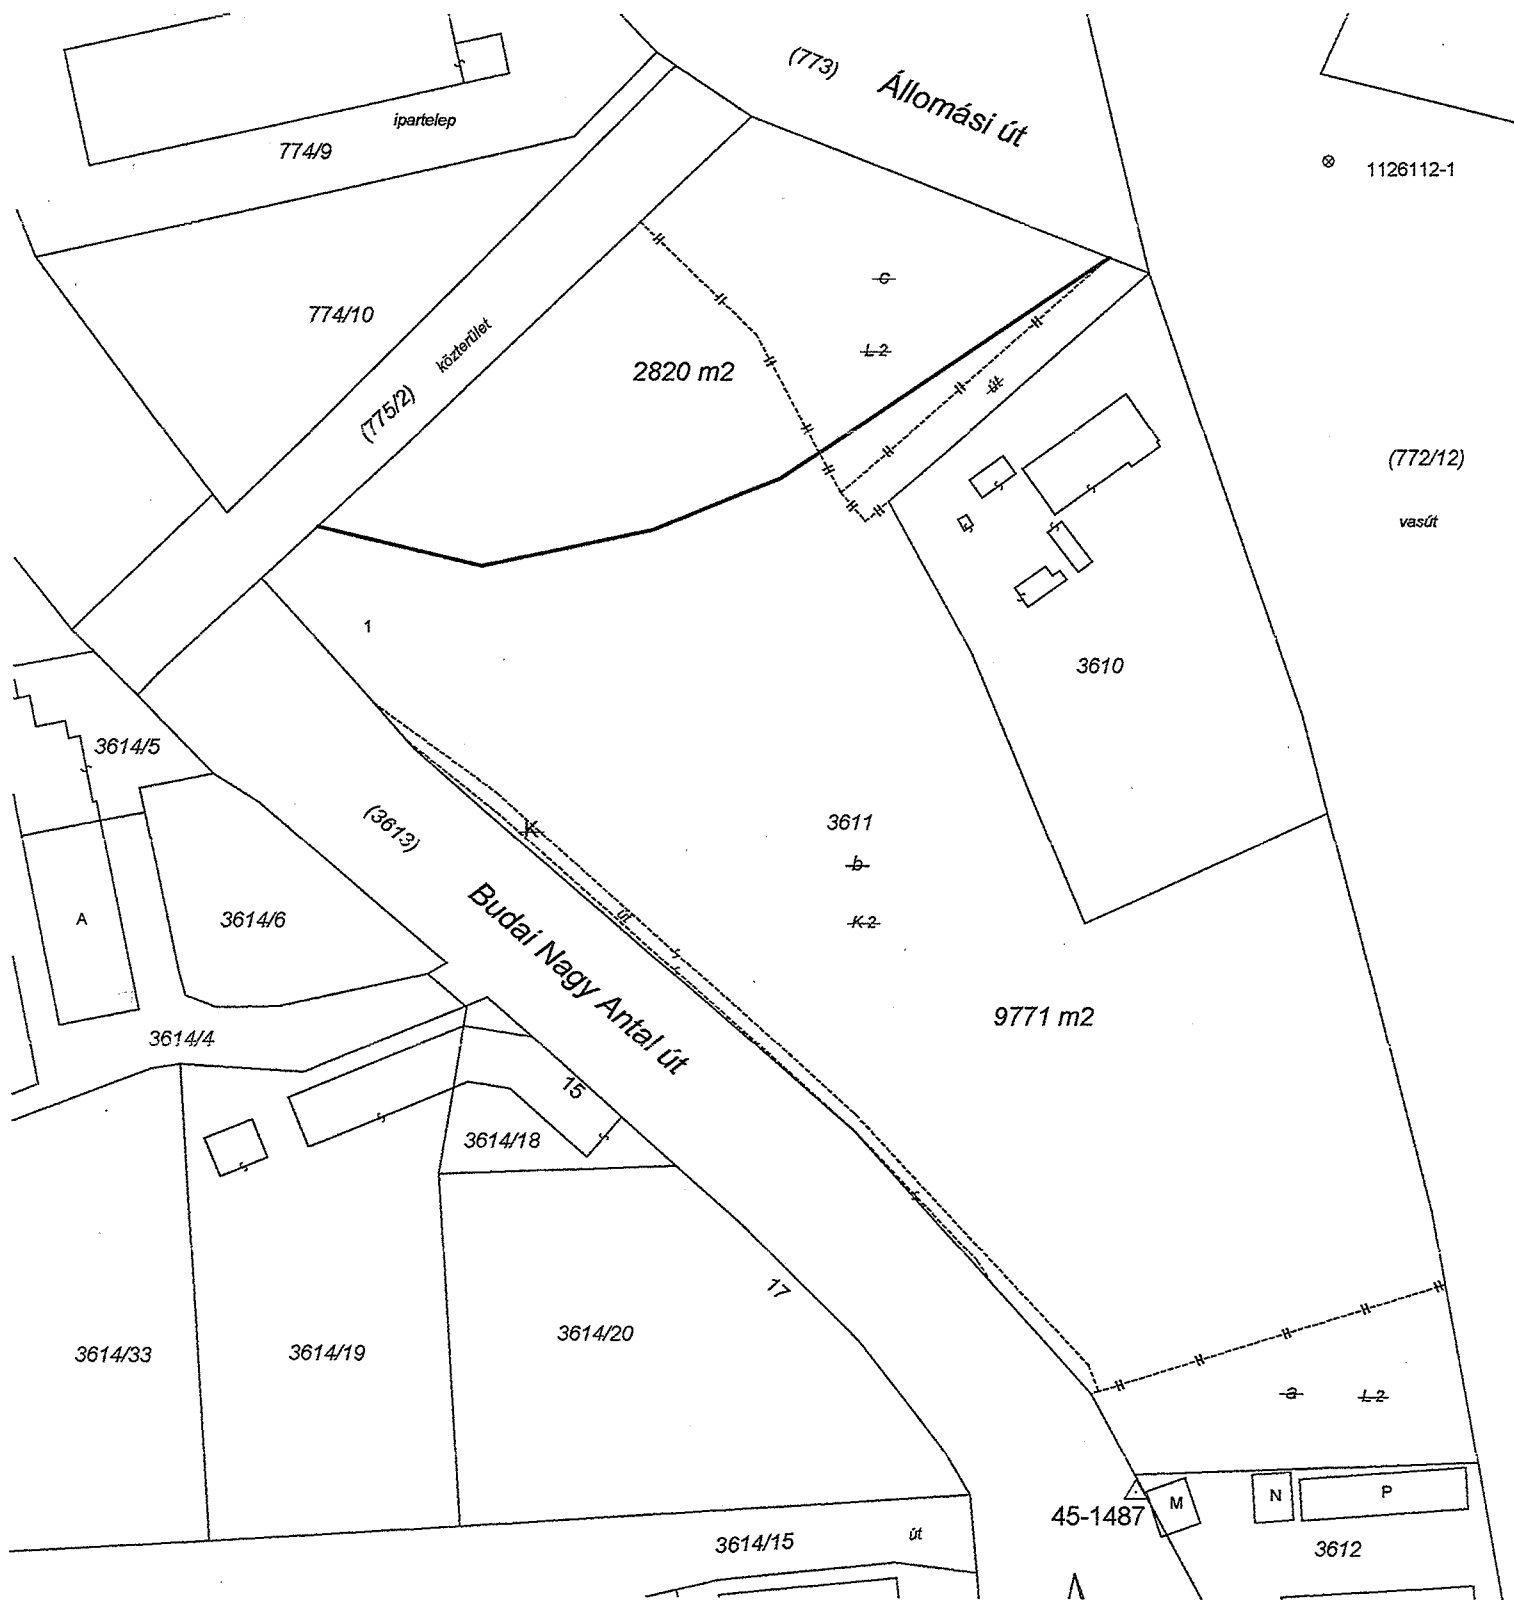 (773)
Állomási út
ipartelep
774/9
1126112-1
c
774/10
L 2
2820 m2
közterület
út
(775/2)
(772/12)
vasút
1
3610
3614/5
3611
(3613)
b
A
3614/6
K 2
út
Budai Nagy Antal út
9771 m2
3614/4
15
3614/18
17
3614/33
3614/19
3614/20
a
L 2
45-1487
M
N
P
3614/15
út
3612